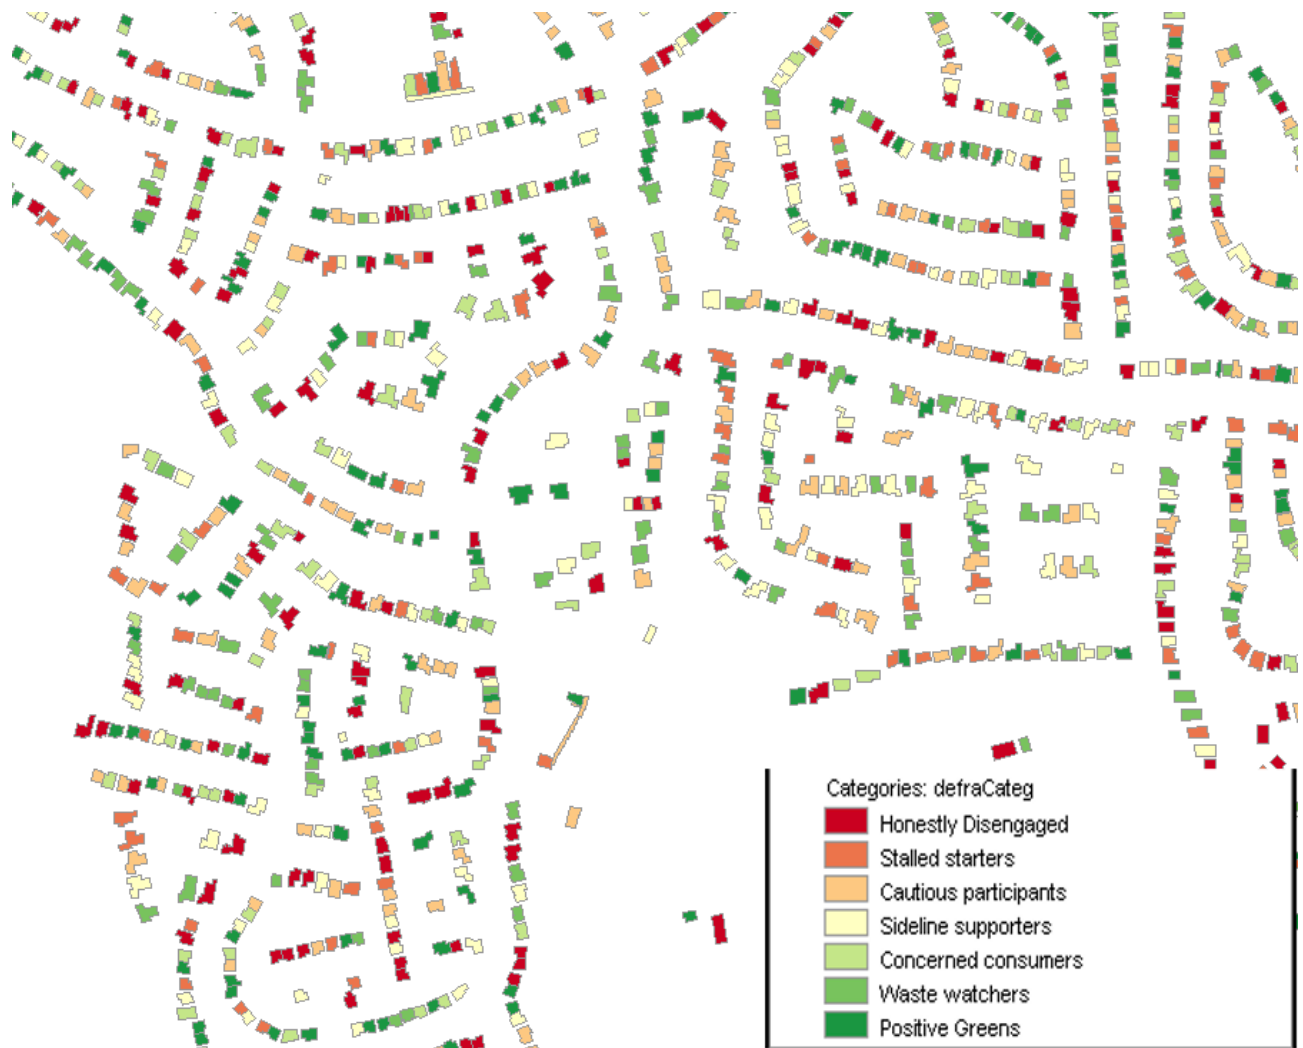 Categories: defraCateg
Honestly Disengaged
Stalled starters
Cautious participants
Sideline supporters
Concerned consumers
Waste watchers
Positive Greens